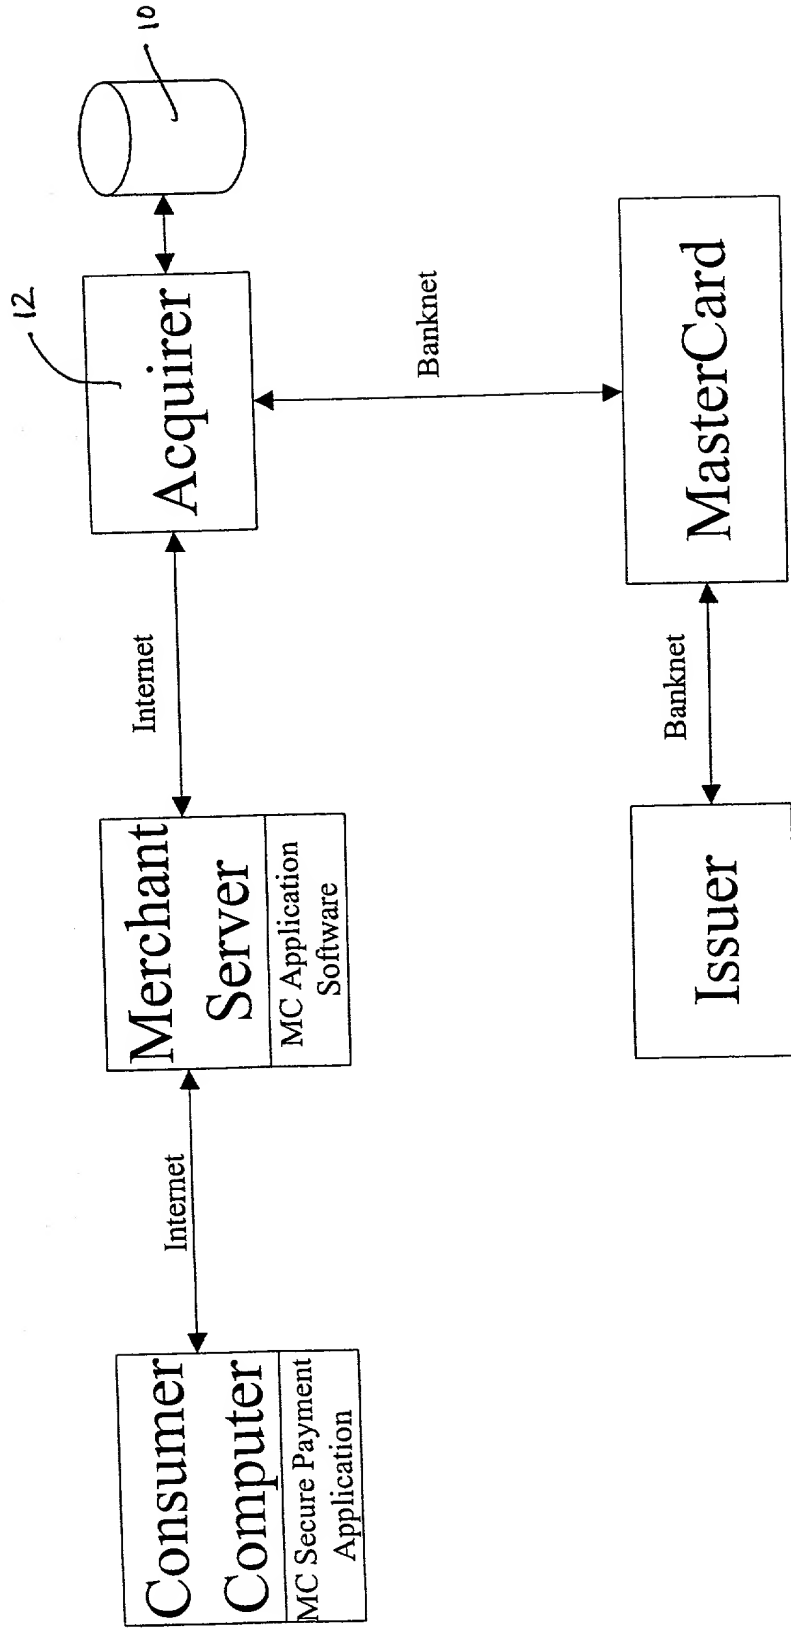 Consumer
Computer
MC Secure Payment
Application
Internet
Merchant
Server
MC Application
Software
Internet
Acquirer
12
10
Banknet
Issuer
Banknet
MasterCard